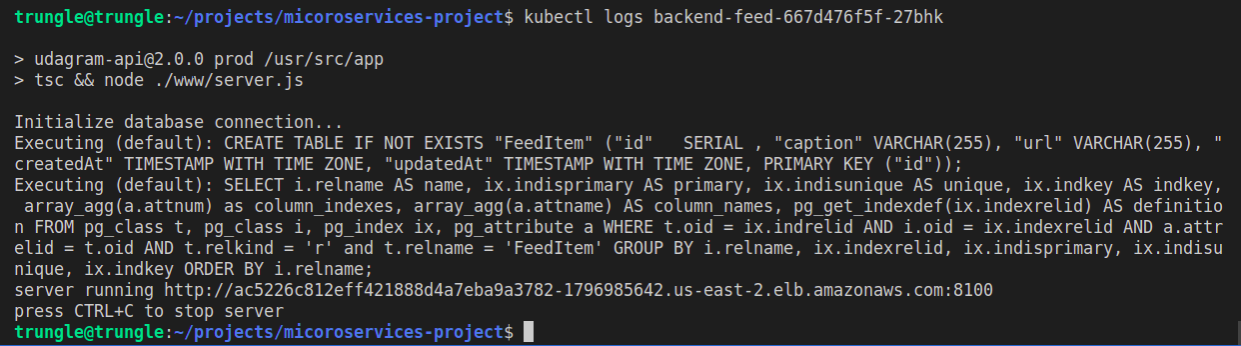 trungle@trungle:~/projects/micoroservices-project$ kubectl logs backend-feed-667d476f5f-27bhk
> udagram-api@2.0.0 prod /usr/src/app
> tsc && node ./www/server.js
Initialize database connection...
Executing (default): CREATE TABLE IF NOT EXISTS "FeedItem" ("id"   SERIAL , "caption" VARCHAR(255), "url" VARCHAR(255), "
createdAt" TIMESTAMP WITH TIME ZONE, "updatedAt" TIMESTAMP WITH TIME ZONE, PRIMARY KEY ("id"));
Executing (default): SELECT i.relname AS name, ix.indisprimary AS primary, ix.indisunique AS unique, ix.indkey AS indkey,
 array_agg(a.attnum) as column_indexes, array_agg(a.attname) AS column_names, pg_get_indexdef(ix.indexrelid) AS definitio
n FROM pg_class t, pg_class i, pg_index ix, pg_attribute a WHERE t.oid = ix.indrelid AND i.oid = ix.indexrelid AND a.attr
elid = t.oid AND t.relkind = 'r' and t.relname = 'FeedItem' GROUP BY i.relname, ix.indexrelid, ix.indisprimary, ix.indisu
nique, ix.indkey ORDER BY i.relname;
server running http://ac5226c812eff421888d4a7eba9a3782-1796985642.us-east-2.elb.amazonaws.com:8100
press CTRL+C to stop server
trungle@trungle:~/projects/micoroservices-project$